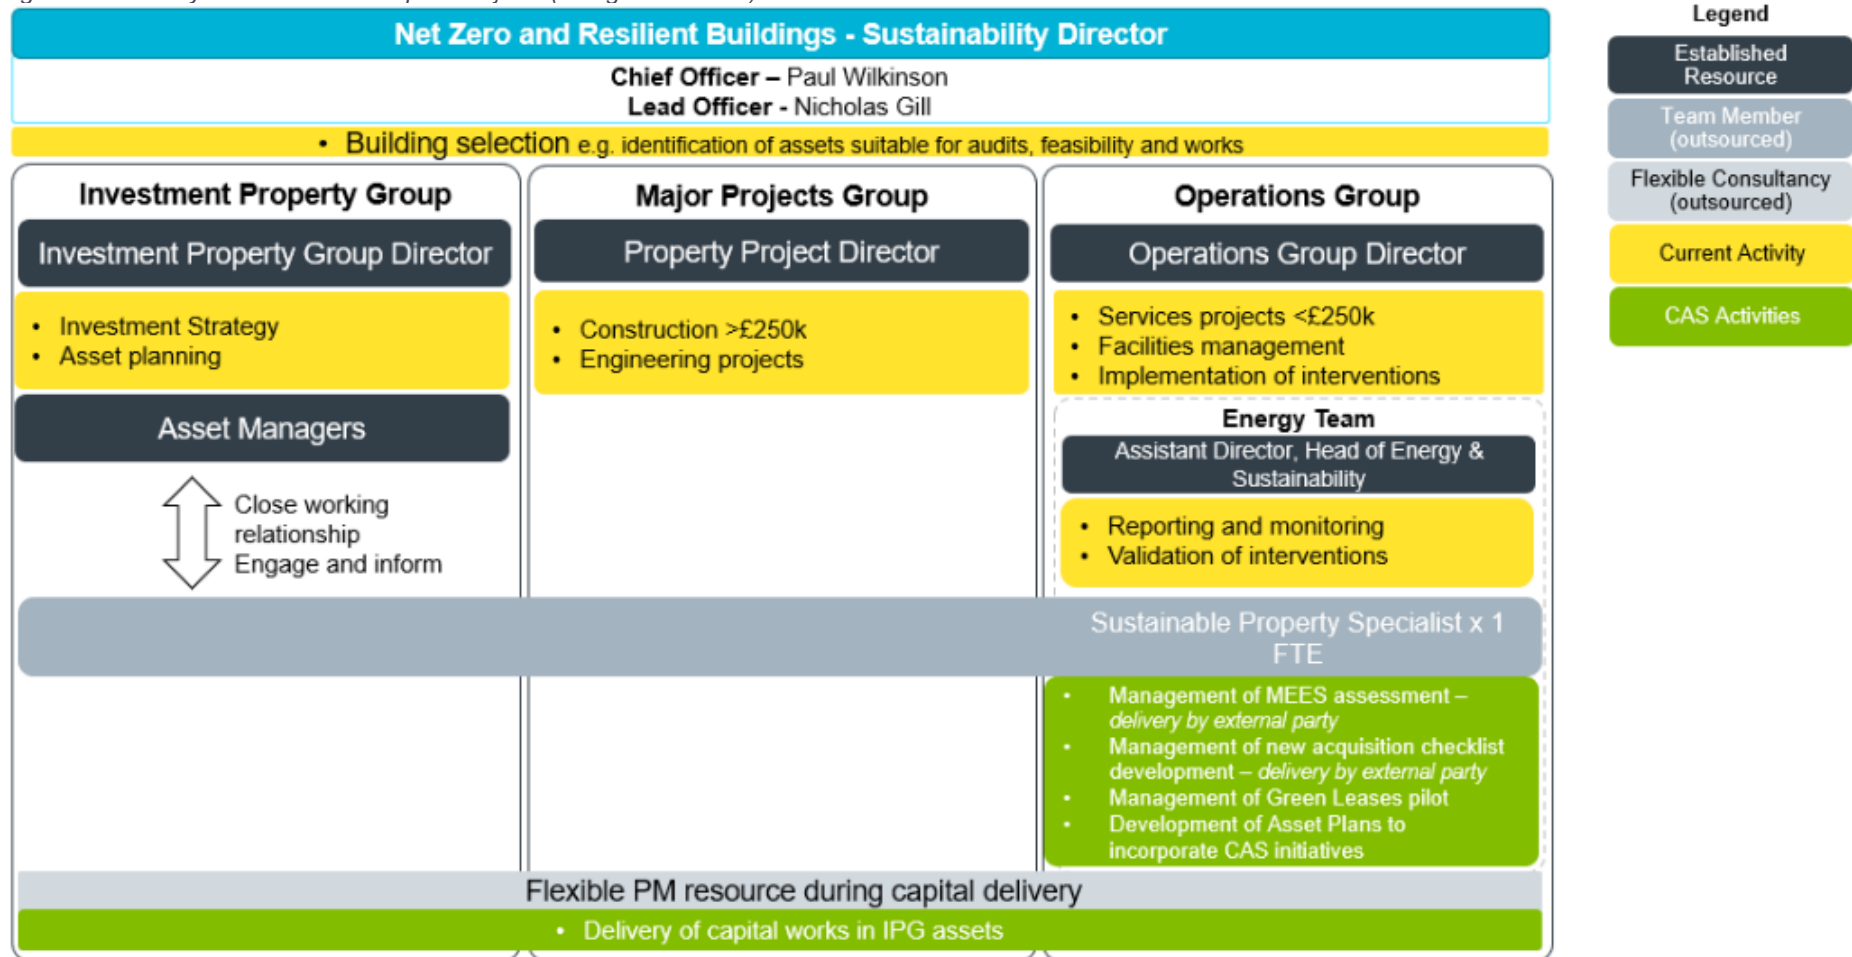 Net Zero and Resilient Buildings - Sustainability Director
Chief Officer – Paul Wilkinson
Lead Officer - Nicholas Gill
• Building selection e.g. identification of assets suitable for audits, feasibility and works
Investment Property Group
Investment Property Group Director
• Investment Strategy
• Asset planning
Asset Managers
Close working
relationship
Engage and inform
Major Projects Group
Property Project Director
• Construction >£250k
• Engineering projects
Operations Group
Operations Group Director
• Services projects <£250k
• Facilities management
• Implementation of interventions
Energy Team
Assistant Director, Head of Energy &
Sustainability
• Reporting and monitoring
• Validation of interventions
Sustainable Property Specialist x 1
FTE
• Management of MEES assessment –
delivery by external party
• Management of new acquisition checklist
development – delivery by external party
• Management of Green Leases pilot
• Development of Asset Plans to
incorporate CAS initiatives
Flexible PM resource during capital delivery
• Delivery of capital works in IPG assets
Legend
Established
Resource
Team Member
(outsourced)
Flexible Consultancy
(outsourced)
Current Activity
CAS Activities